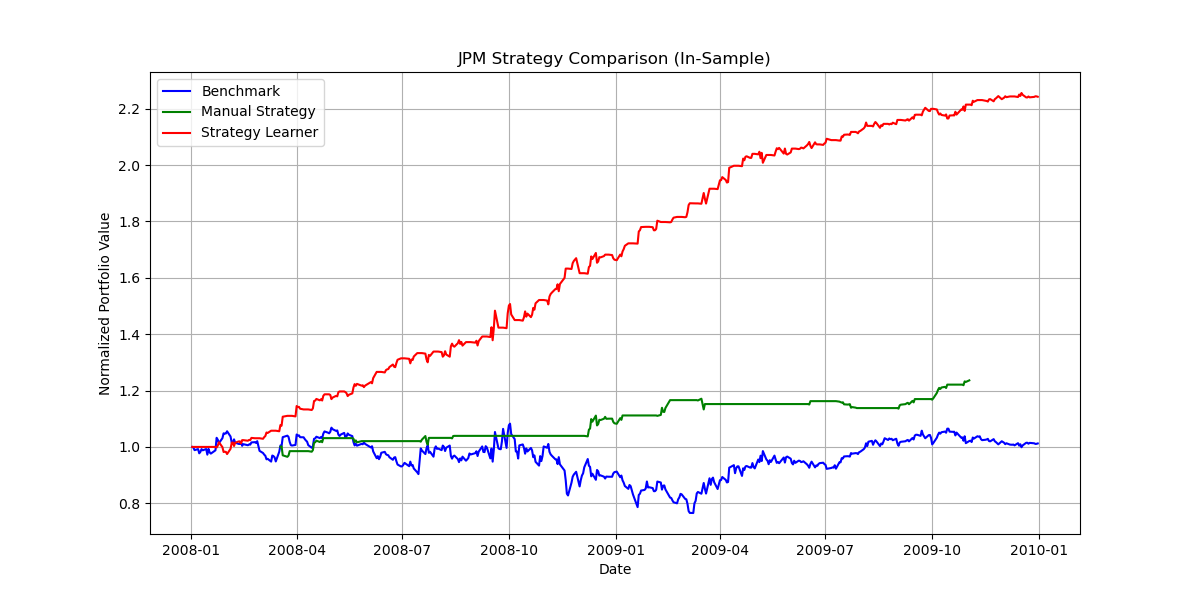 JPM Strategy Comparison (In-Sample)
Benchmark
Manual Strategy
Strategy Learner
Normalized Portfolio Value
2.2
2.0
1.8
1.6
1.4
1.2
1.0
0.8
2008-01 2008-04 2008-07 2008-10 2009-01 2009-04 2009-07 2009-10 2010-01
Date